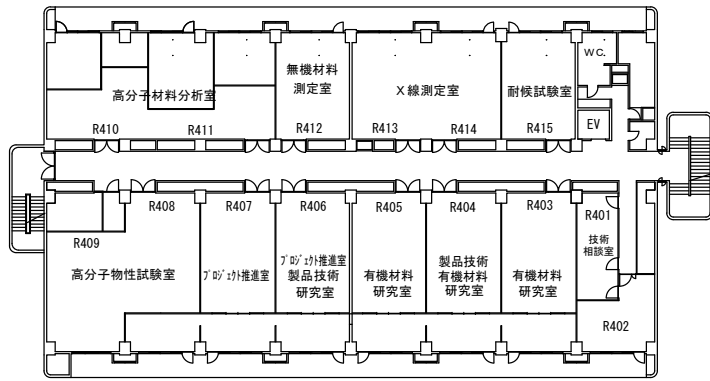 無機材料
測定室
高分子材料分析室
X線測定室
耐候試験室
WC.
EV
R410
R411
R412
R413
R414
R415
R409
R408
R407
R406
R405
R404
R403
R401
技術
相談室
高分子物性試験室
プロジェクト推進室
プロジェクト推進室
製品技術
研究室
有機材料
研究室
製品技術
有機材料
研究室
有機材料
研究室
R402